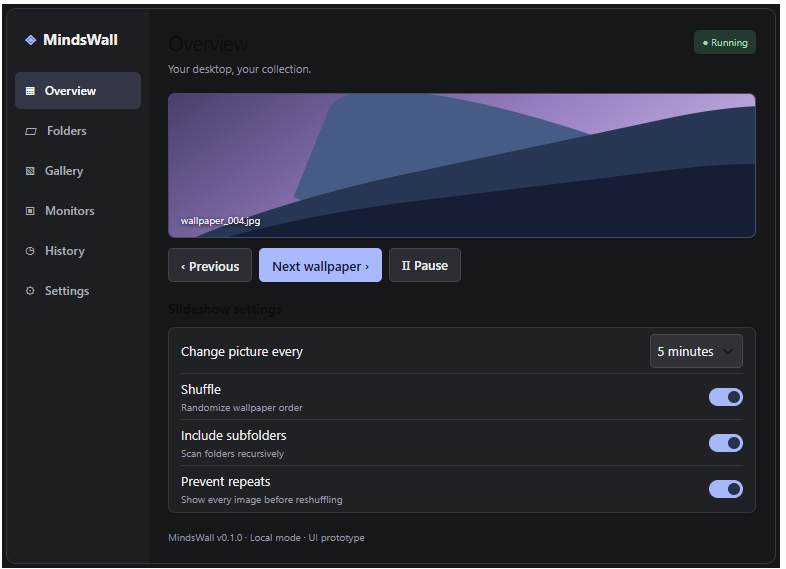 MindsWall
Overview
Folders
Gallery
Monitors
History
Settings
Overview
● Running
Your desktop, your collection.
wallpaper_004.jpg
‹ Previous
Next wallpaper ›
II Pause
Slideshow settings
Change picture every
5 minutes
Shuffle
Randomize wallpaper order
Include subfolders
Scan folders recursively
Prevent repeats
Show every image before reshuffling
MindsWall v0.1.0 · Local mode · UI prototype